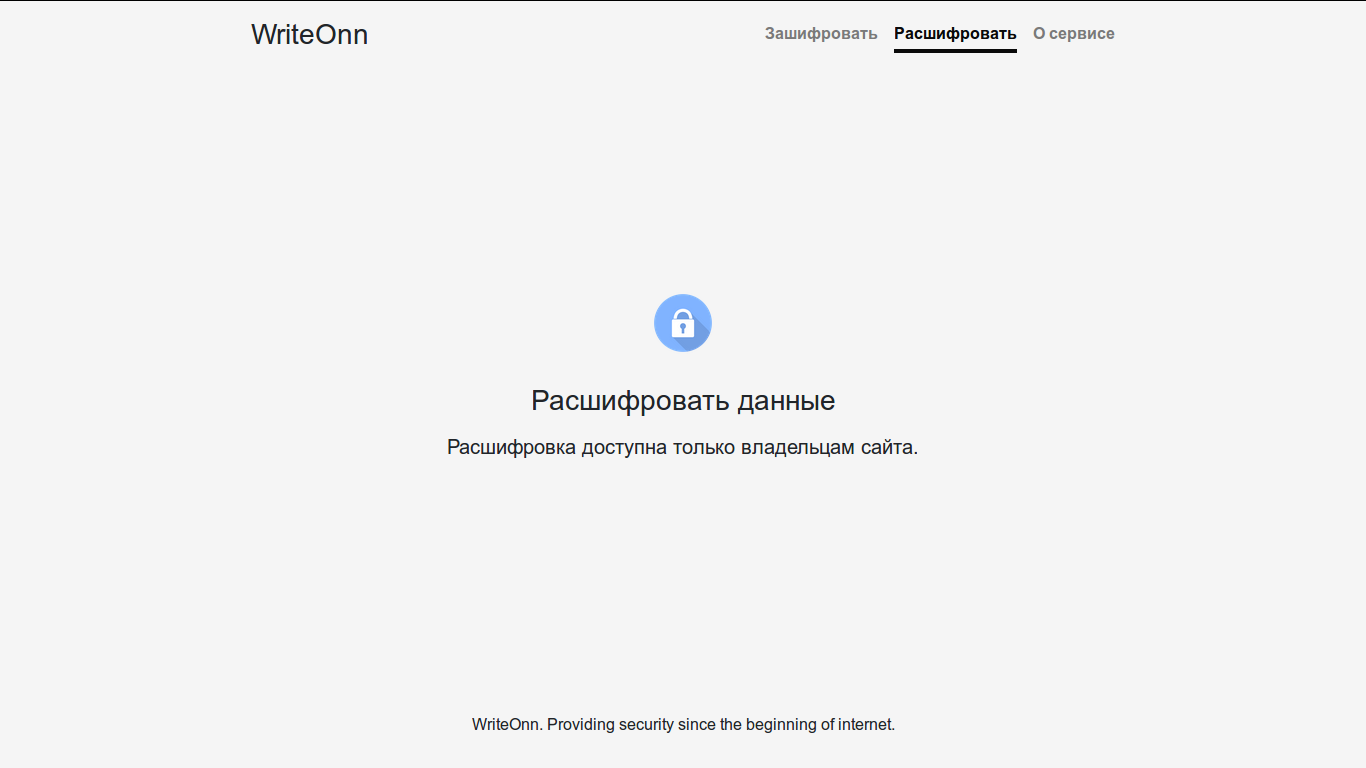 WriteOnn
Зашифровать Расшифровать О сервисе
Расшифровать данные
Расшифровка доступна только владельцам сайта.
WriteOnn. Providing security since the beginning of internet.